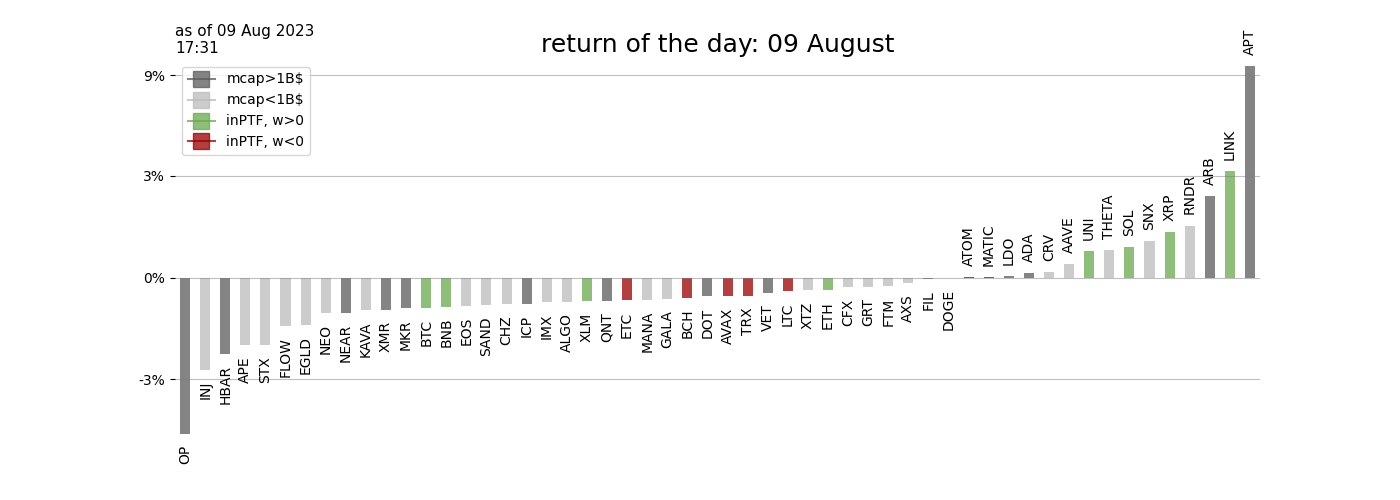 as of 09 Aug 2023
17:31
return of the day: 09 August
mcap>1B$
mcap<1B$
inPTF, w>0
inPTF, w<0
9%
3%
0%
-3%
OP
INJ
HBAR
APE
STX
FLOW
EGLD
NEO
NEAR
KAVA
XMR
MKR
BTC
BNB
EOS
SAND
CHZ
ICP
IMX
ALGO
XLM
QNT
ETC
MANA
GALA
BCH
DOT
AVAX
TRX
VET
LTC
XTZ
ETH
CFX
GRT
FTM
AXS
FIL
DOGE
ATOM
MATIC
LDO
ADA
CRV
AAVE
UNI
THETA
SOL
SNX
XRP
RNDR
ARB
LINK
APT